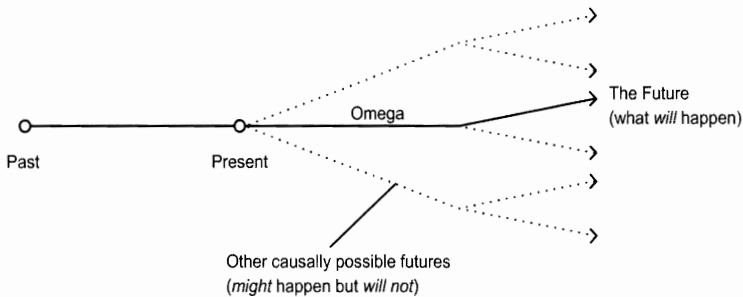 Omega
The Future
(what will happen)
Past
Present
Other causally possible futures
(might happen but will not)